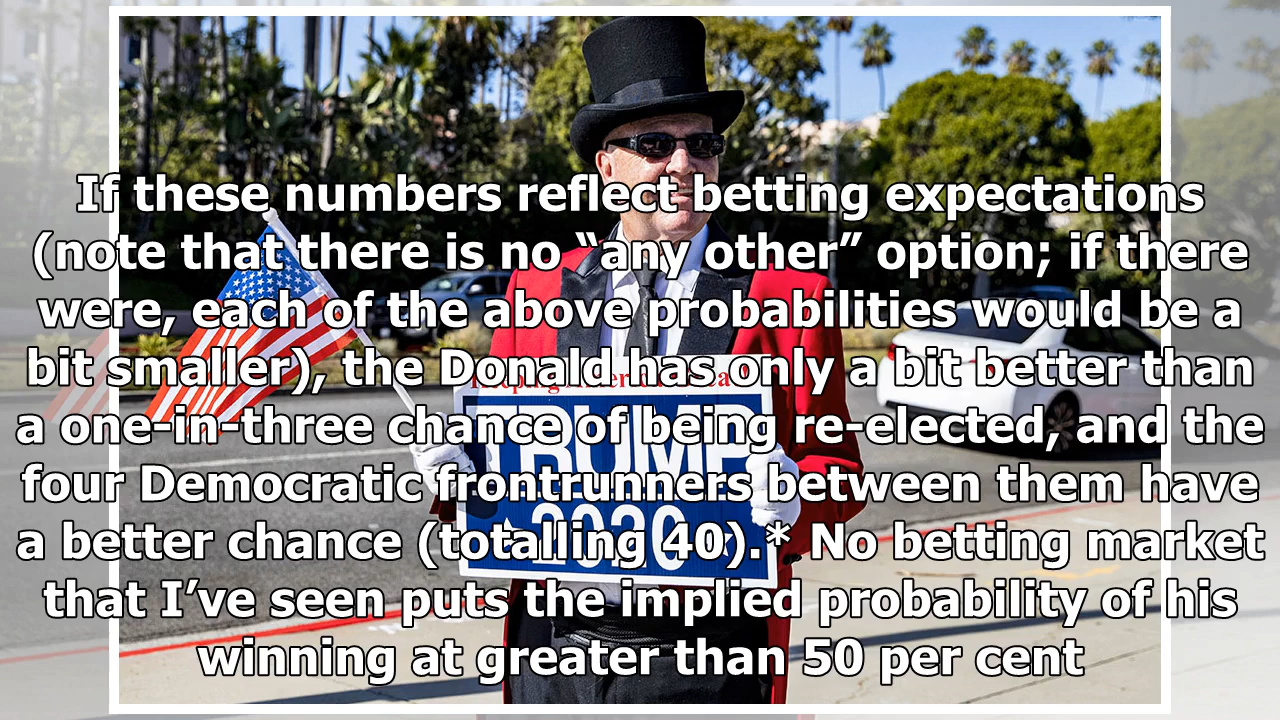 If these numbers reflect betting expectations
(note that there is no “any other” option; if there
were, each of the above probabilities would be a
bit smaller), the Donald has only a bit better than
a one-in-three chance of being re-elected, and the
four Democratic frontrunners between them have
a better chance (totalling 40).* No betting market
that I’ve seen puts the implied probability of his
winning at greater than 50 per cent
TRUMP
2020